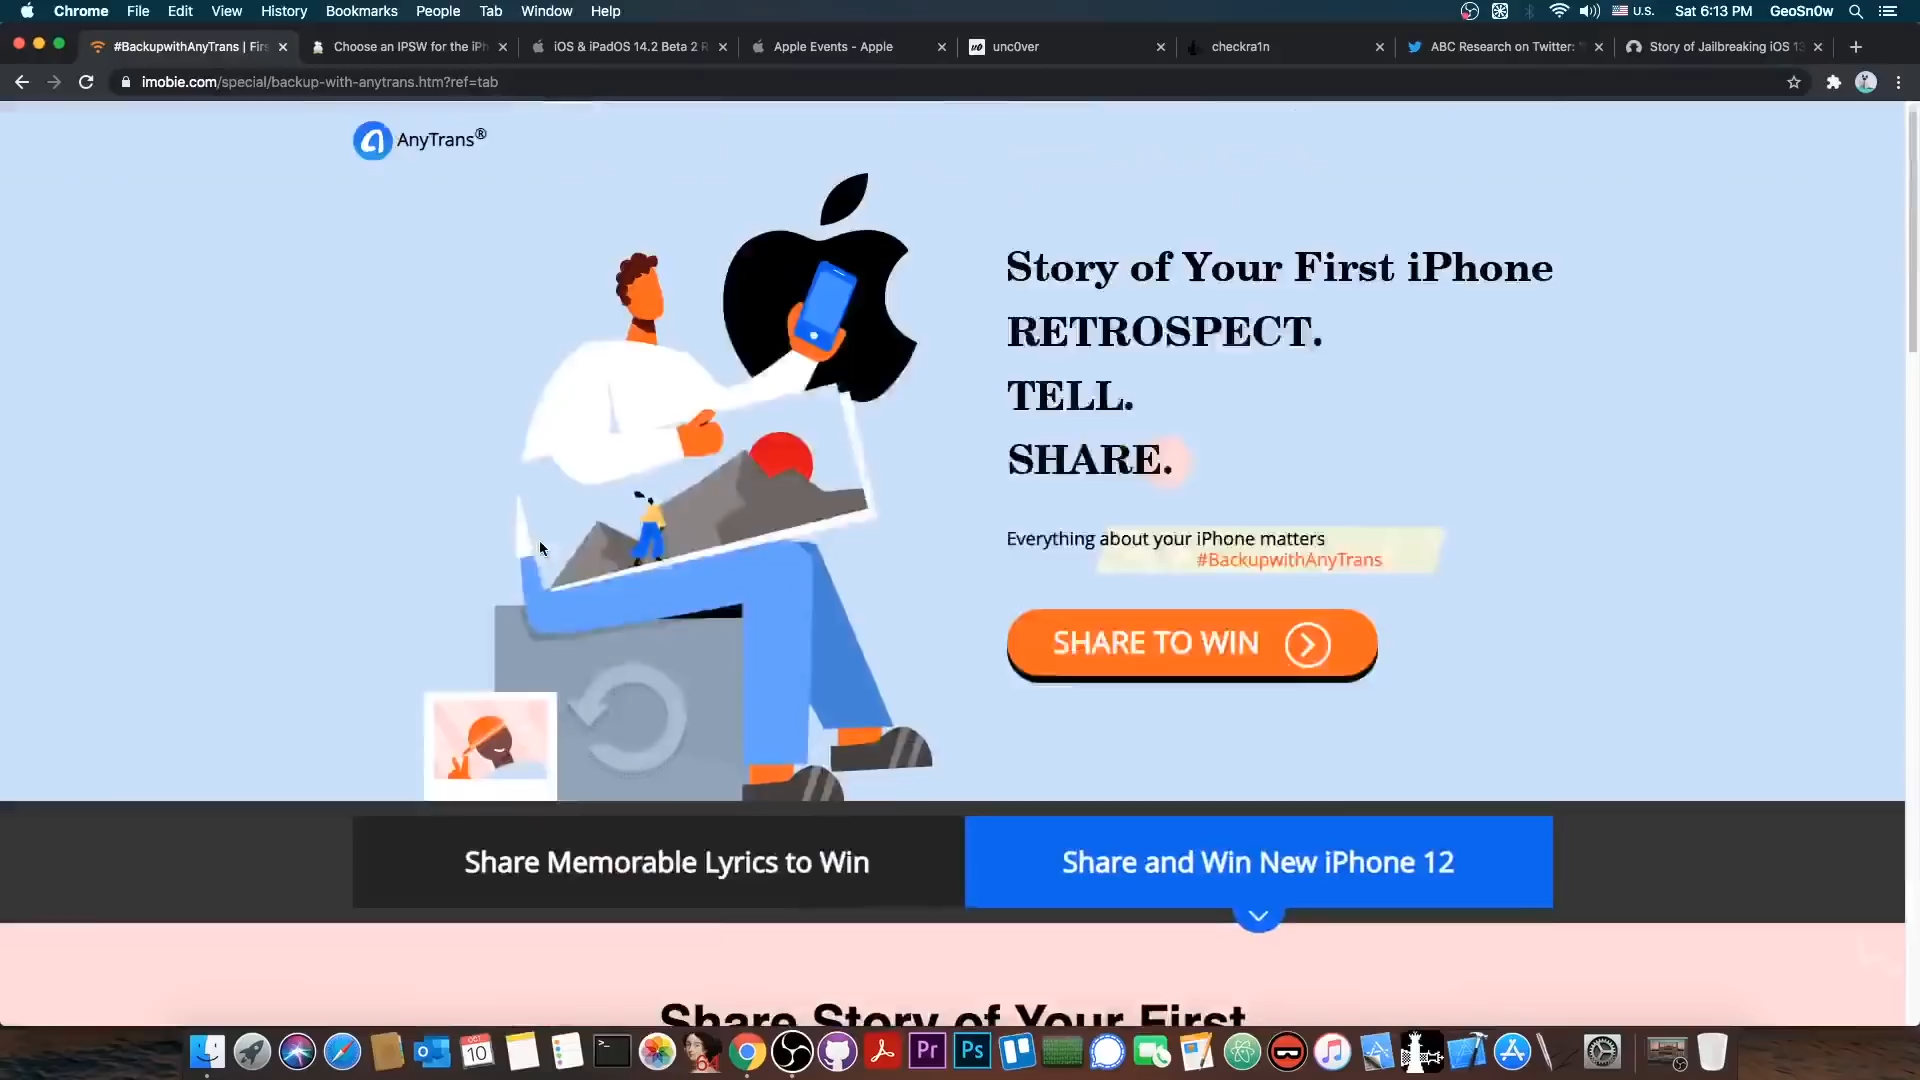 Chrome File Edit View History Bookmarks People Tab Window Help U.S. Sat 6:13 PM GeoSn0w
#BackupwithAnyTrans | Firs Choose an IPSW for the iPh iOS & iPadOS 14.2 Beta 2 R Apple Events - Apple unc0ver checkra1n ABC Research on Twitter: " Story of Jailbreaking iOS 13
imobie.com/special/backup-with-anytrans.htm?ref=tab
AnyTrans®
Story of Your First iPhone
RETROSPECT.
TELL.
SHARE.
Everything about your iPhone matters
#BackupwithAnyTrans
SHARE TO WIN
Share Memorable Lyrics to Win Share and Win New iPhone 12
Share Story of Your First
OCT
10
64
Pr Ps